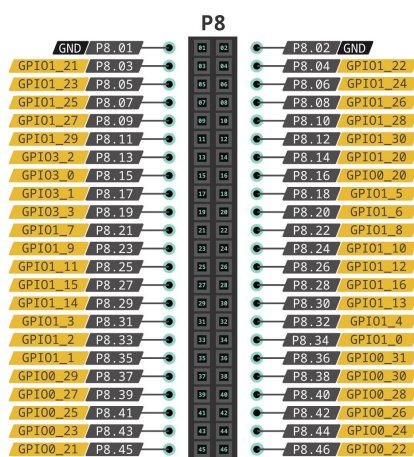 P8
GND P8.01 01 02 P8.02 GND
GPIO1_21 P8.03 03 04 P8.04 GPIO1_22
GPIO1_23 P8.05 05 06 P8.06 GPIO1_24
GPIO1_25 P8.07 07 08 P8.08 GPIO1_26
GPIO1_27 P8.09 09 10 P8.10 GPIO1_28
GPIO1_29 P8.11 11 12 P8.12 GPIO1_30
GPIO3_2 P8.13 13 14 P8.14 GPIO1_20
GPIO3_0 P8.15 15 16 P8.16 GPIO0_20
GPIO3_1 P8.17 17 18 P8.18 GPIO1_5
GPIO3_3 P8.19 19 20 P8.20 GPIO1_6
GPIO1_7 P8.21 21 22 P8.22 GPIO1_8
GPIO1_9 P8.23 23 24 P8.24 GPIO1_10
GPIO1_11 P8.25 25 26 P8.26 GPIO1_12
GPIO1_15 P8.27 27 28 P8.28 GPIO1_16
GPIO1_14 P8.29 29 30 P8.30 GPIO1_13
GPIO1_3 P8.31 31 32 P8.32 GPIO1_4
GPIO1_2 P8.33 33 34 P8.34 GPIO1_0
GPIO1_1 P8.35 35 36 P8.36 GPIO0_31
GPIO0_29 P8.37 37 38 P8.38 GPIO0_30
GPIO0_27 P8.39 39 40 P8.40 GPIO0_28
GPIO0_25 P8.41 41 42 P8.42 GPIO0_26
GPIO0_23 P8.43 43 44 P8.44 GPIO0_24
GPIO0_21 P8.45 45 46 P8.46 GPIO0_22